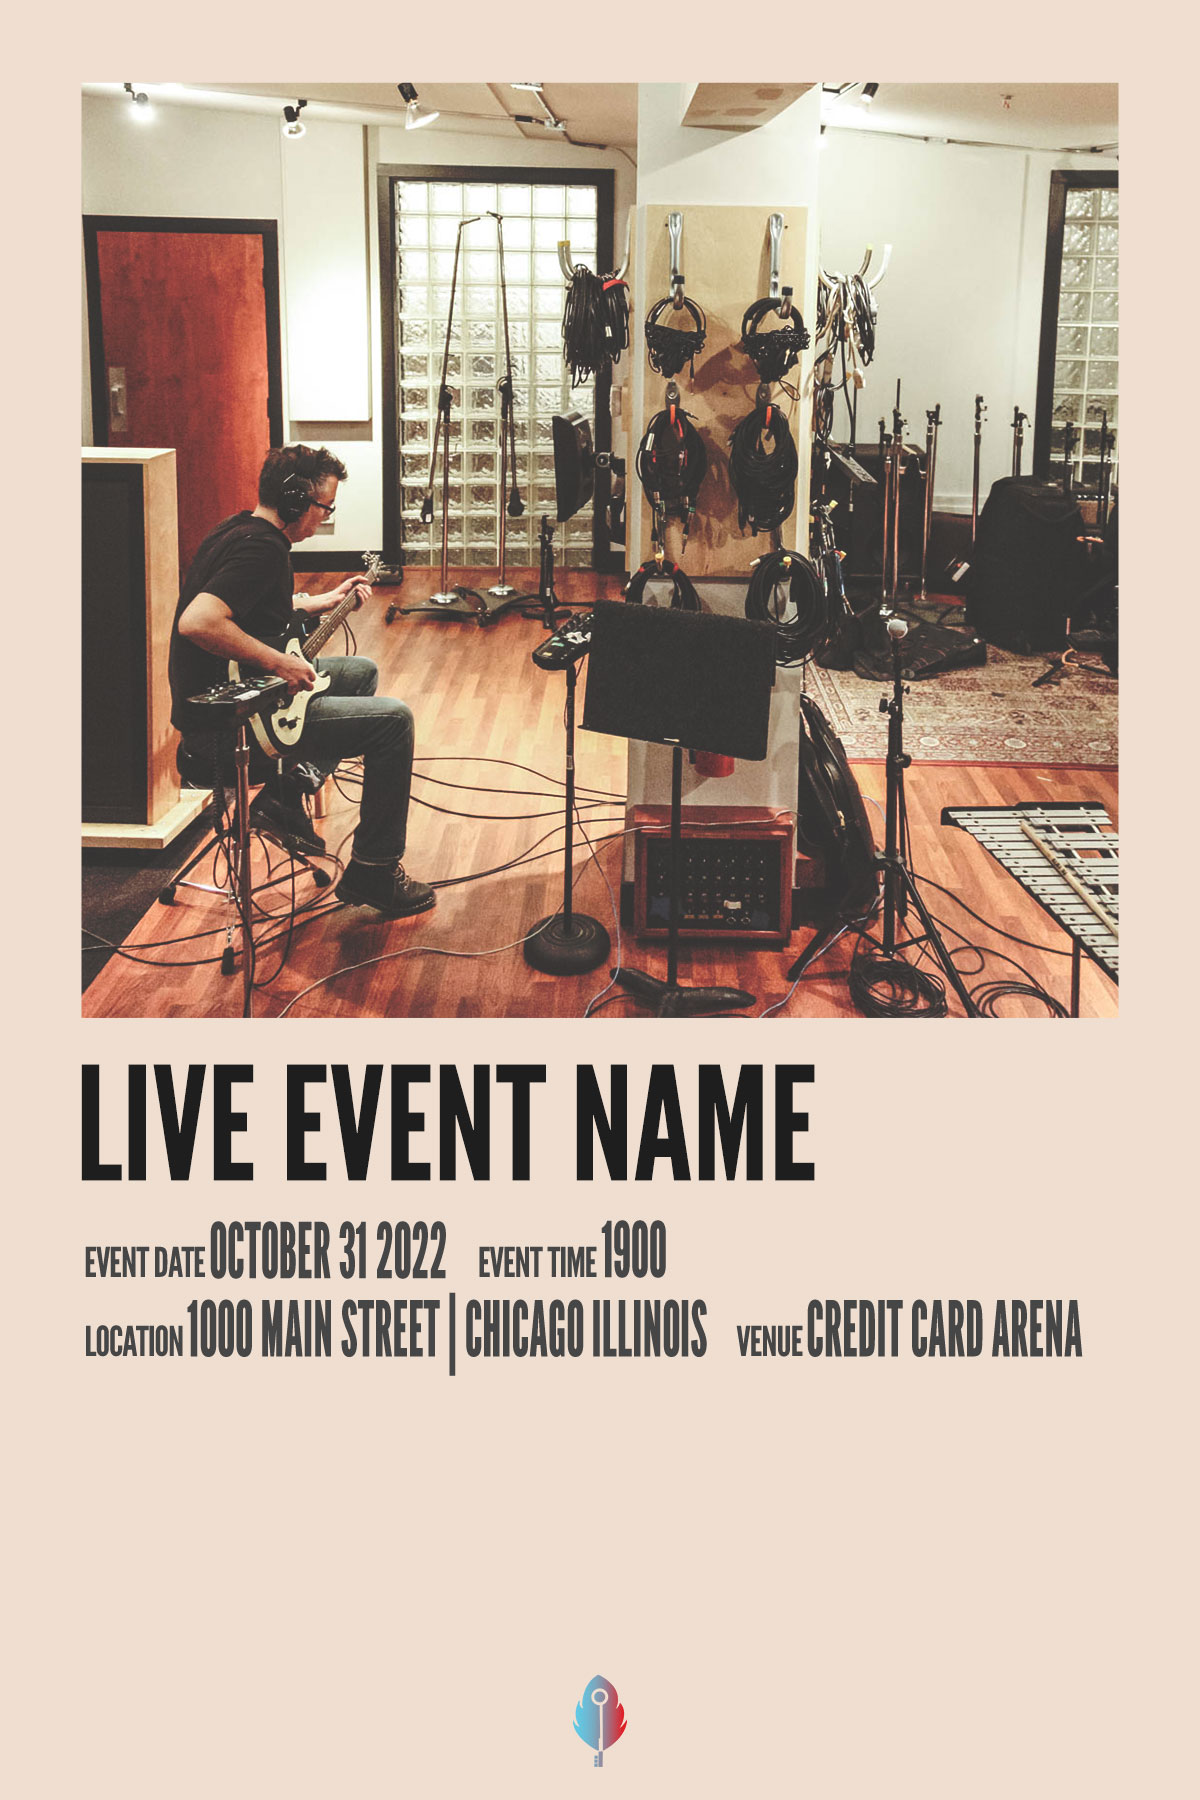 LIVE EVENT NAME
EVENT DATE OCTOBER 31 2022 EVENT TIME 1900
LOCATION 1000 MAIN STREET | CHICAGO ILLINOIS VENUE CREDIT CARD ARENA